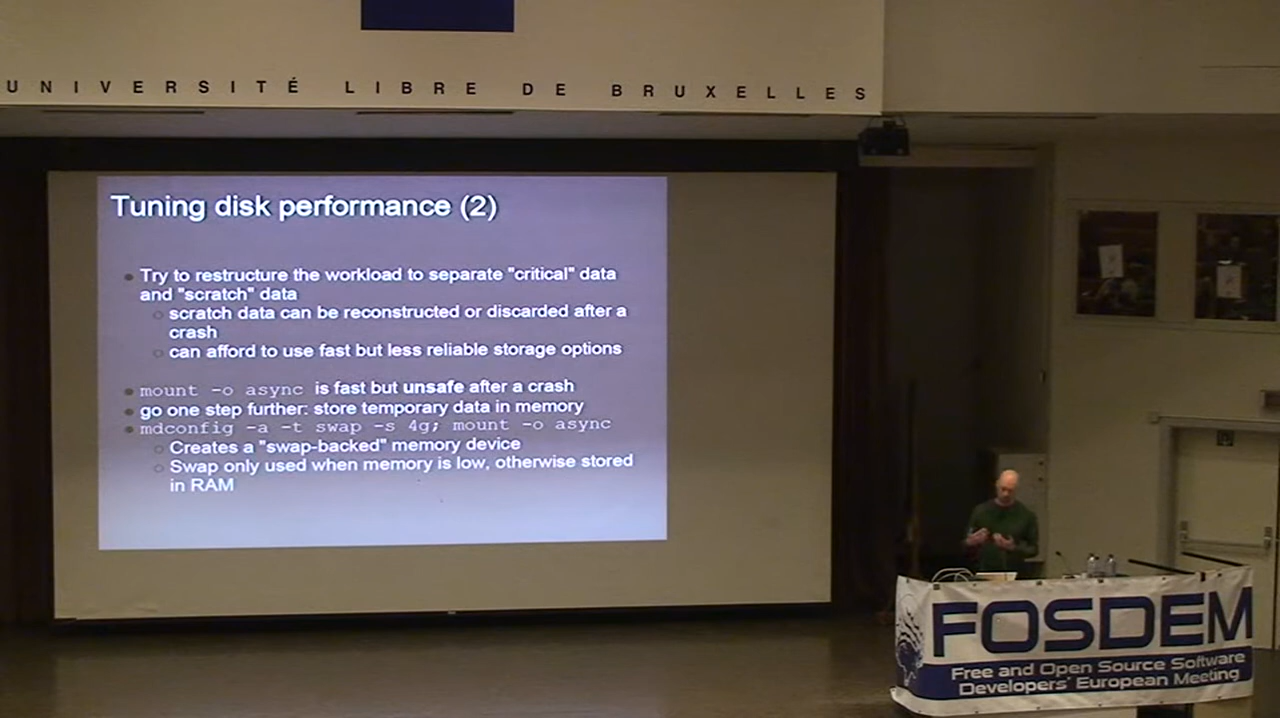 UNIVERSITÉ LIBRE DE BRUXELLES
Tuning disk performance (2)
Try to restructure the workload to separate "critical" data
and "scratch" data
scratch data can be reconstructed or discarded after a
crash
can afford to use fast but less reliable storage options
mount -o async is fast but unsafe after a crash
go one step further: store temporary data in memory
mdconfig -a -t swap -s 4g; mount -o async
Creates a "swap-backed" memory device
Swap only used when memory is low, otherwise stored
in RAM
FOSDEM
Free and Open Source Software
Developers' European Meeting